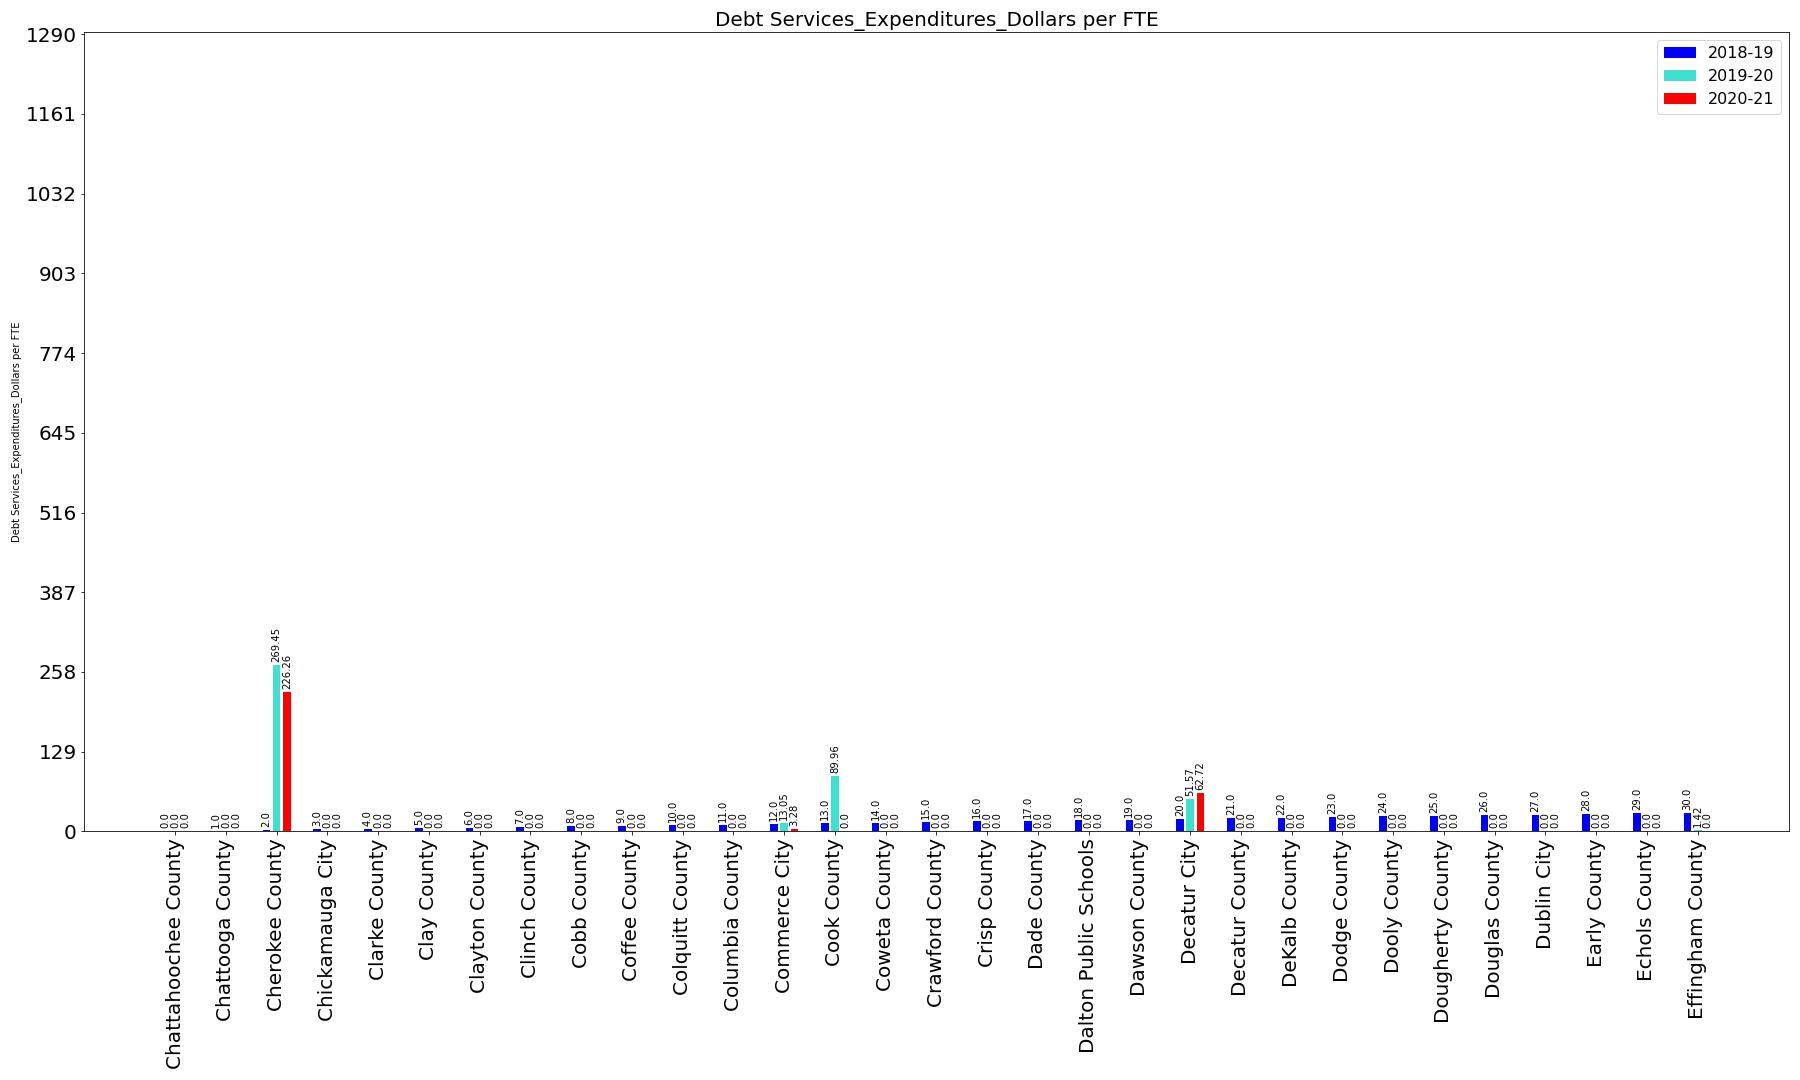 Debt Services_Expenditures_Dollars per FTE
2018-19
2019-20
2020-21
Debt Services_Expenditures_Dollars per FTE
1290
1161
1032
903
774
645
516
387
258
129
0
0.0 0.0 0.0
1.0 0.0 0.0
2.0 269.45 226.26
3.0 0.0 0.0
4.0 0.0 0.0
5.0 0.0 0.0
6.0 0.0 0.0
7.0 0.0 0.0
8.0 0.0 0.0
9.0 0.0 0.0
10.0 0.0 0.0
11.0 0.0 0.0
12.0 13.05 3.28
13.0 89.96 0.0
14.0 0.0 0.0
15.0 0.0 0.0
16.0 0.0 0.0
17.0 0.0 0.0
18.0 0.0 0.0
19.0 0.0 0.0
20.0 51.57 62.72
21.0 0.0 0.0
22.0 0.0 0.0
23.0 0.0 0.0
24.0 0.0 0.0
25.0 0.0 0.0
26.0 0.0 0.0
27.0 0.0 0.0
28.0 0.0 0.0
29.0 0.0 0.0
30.0 1.42 0.0
Chattahoochee County
Chattooga County
Cherokee County
Chickamauga City
Clarke County
Clay County
Clayton County
Clinch County
Cobb County
Coffee County
Colquitt County
Columbia County
Commerce City
Cook County
Coweta County
Crawford County
Crisp County
Dade County
Dalton Public Schools
Dawson County
Decatur City
Decatur County
DeKalb County
Dodge County
Dooly County
Dougherty County
Douglas County
Dublin City
Early County
Echols County
Effingham County